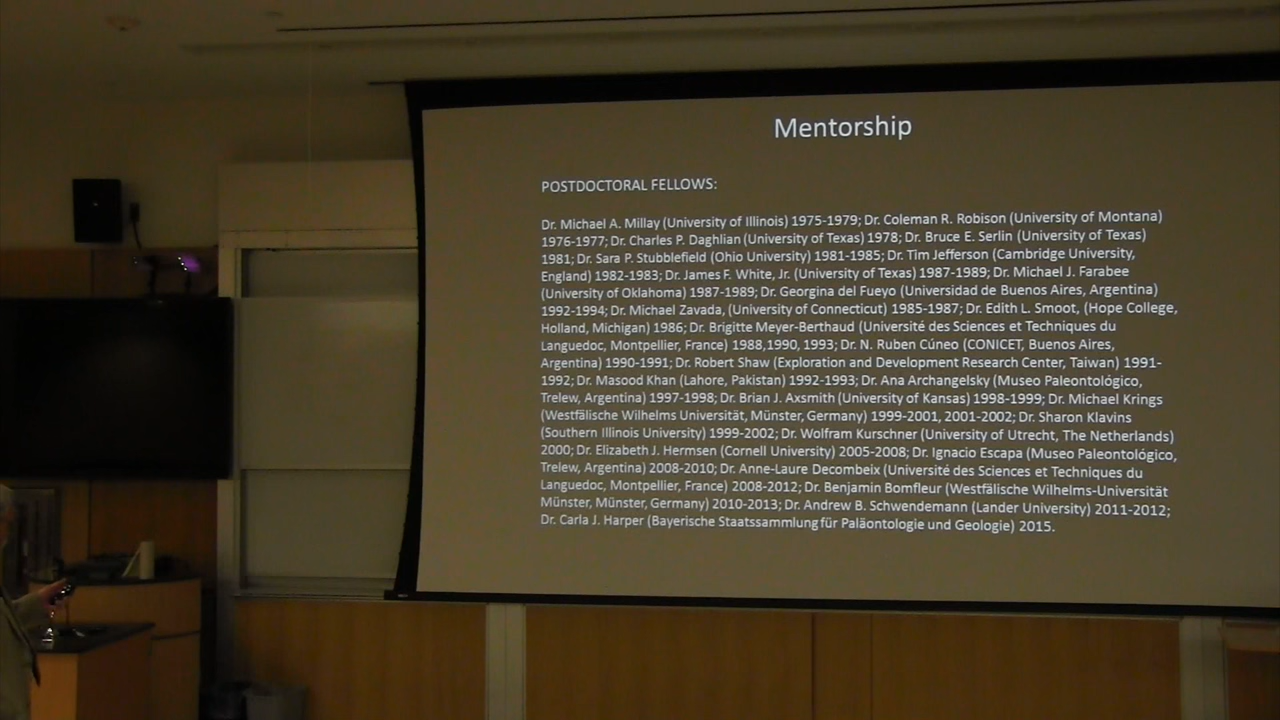 Mentorship
POSTDOCTORAL FELLOWS:
Dr. Michael A. Millay (University of Illinois) 1975-1979; Dr. Coleman R. Robison (University of Montana)
1976-1977; Dr. Charles P. Daghlian (University of Texas) 1978; Dr. Bruce E. Serlin (University of Texas)
1981; Dr. Sara P. Stubblefield (Ohio University) 1981-1985; Dr. Tim Jefferson (Cambridge University,
England) 1982-1983; Dr. James F. White, Jr. (University of Texas) 1987-1989; Dr. Michael J. Farabee
(University of Oklahoma) 1987-1989; Dr. Georgina del Fueyo (Universidad de Buenos Aires, Argentina)
1992-1994; Dr. Michael Zavada, (University of Connecticut) 1985-1987; Dr. Edith L. Smoot, (Hope College,
Holland, Michigan) 1986; Dr. Brigitte Meyer-Berthaud (Université des Sciences et Techniques du
Languedoc, Montpellier, France) 1988,1990, 1993; Dr. N. Ruben Cúneo (CONICET, Buenos Aires,
Argentina) 1990-1991; Dr. Robert Shaw (Exploration and Development Research Center, Taiwan) 1991-
1992; Dr. Masood Khan (Lahore, Pakistan) 1992-1993; Dr. Ana Archangelsky (Museo Paleontológico,
Trelew, Argentina) 1997-1998; Dr. Brian J. Axsmith (University of Kansas) 1998-1999; Dr. Michael Krings
(Westfälische Wilhelms Universität, Münster, Germany) 1999-2001, 2001-2002; Dr. Sharon Klavins
(Southern Illinois University) 1999-2002; Dr. Wolfram Kurschner (University of Utrecht, The Netherlands)
2000; Dr. Elizabeth J. Hermsen (Cornell University) 2005-2008; Dr. Ignacio Escapa (Museo Paleontológico,
Trelew, Argentina) 2008-2010; Dr. Anne-Laure Decombeix (Université des Sciences et Techniques du
Languedoc, Montpellier, France) 2008-2012; Dr. Benjamin Bomfleur (Westfälische Wilhelms-Universität
Münster, Münster, Germany) 2010-2013; Dr. Andrew B. Schwendemann (Lander University) 2011-2012;
Dr. Carla J. Harper (Bayerische Staatssammlung für Paläontologie und Geologie) 2015.